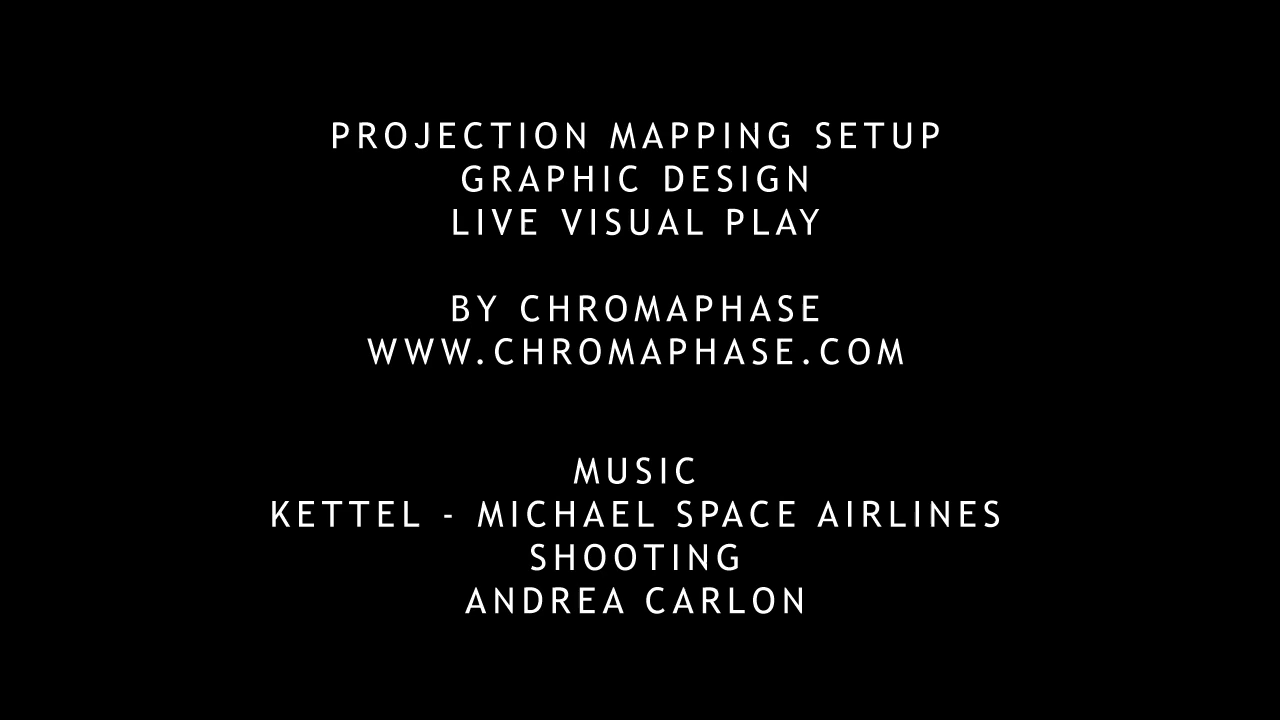 PROJECTION MAPPING SETUP
GRAPHIC DESIGN
LIVE VISUAL PLAY
BY CHROMAPHASE
WWW.CHROMAPHASE.COM
MUSIC
KETTEL - MICHAEL SPACE AIRLINES
SHOOTING
ANDREA CARLON